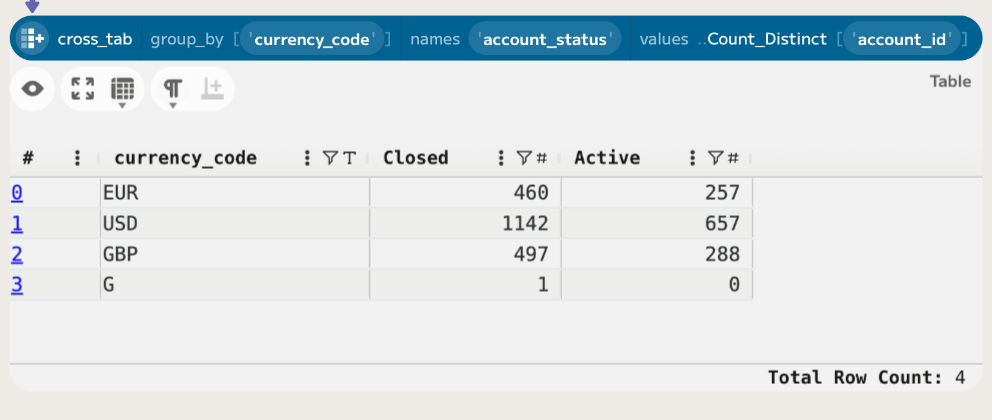 cross_tab group_by [ 'currency_code' ] names 'account_status' values ..Count_Distinct [ 'account_id' ]
Table
# currency_code T Closed # Active #
0 EUR 460 257
1 USD 1142 657
2 GBP 497 288
3 G 1 0
Total Row Count: 4